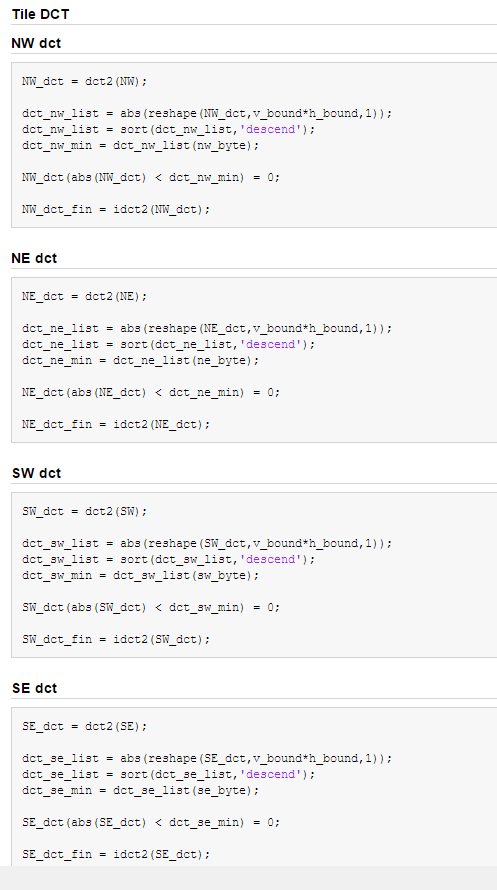 Tile DCT
NW dct
NW_dct = dct2(NW);
dct_nw_list = abs(reshape(NW_dct,v_bound*h_bound,1));
dct_nw_list = sort(dct_nw_list,'descend');
dct_nw_min = dct_nw_list(nw_byte);
NW_dct(abs(NW_dct) < dct_nw_min) = 0;
NW_dct_fin = idct2(NW_dct);
NE dct
NE_dct = dct2(NE);
dct_ne_list = abs(reshape(NE_dct,v_bound*h_bound,1));
dct_ne_list = sort(dct_ne_list,'descend');
dct_ne_min = dct_ne_list(ne_byte);
NE_dct(abs(NE_dct) < dct_ne_min) = 0;
NE_dct_fin = idct2(NE_dct);
SW dct
SW_dct = dct2(SW);
dct_sw_list = abs(reshape(SW_dct,v_bound*h_bound,1));
dct_sw_list = sort(dct_sw_list,'descend');
dct_sw_min = dct_sw_list(sw_byte);
SW_dct(abs(SW_dct) < dct_sw_min) = 0;
SW_dct_fin = idct2(SW_dct);
SE dct
SE_dct = dct2(SE);
dct_se_list = abs(reshape(SE_dct,v_bound*h_bound,1));
dct_se_list = sort(dct_se_list,'descend');
dct_se_min = dct_se_list(se_byte);
SE_dct(abs(SE_dct) < dct_se_min) = 0;
SE_dct_fin = idct2(SE_dct);